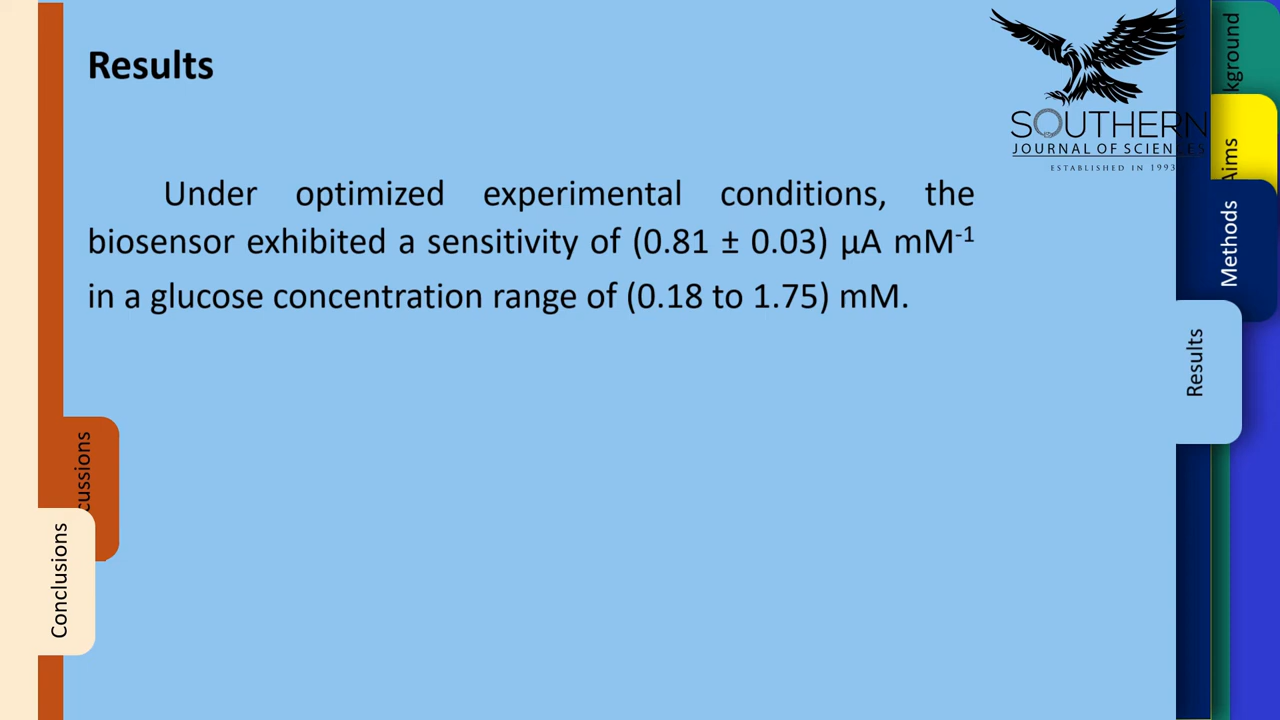 Results
SOUTHERN
JOURNAL OF SCIENCES
ESTABLISHED IN 1993
Under optimized experimental conditions, the
biosensor exhibited a sensitivity of (0.81 ± 0.03) µA mM⁻¹
in a glucose concentration range of (0.18 to 1.75) mM.
kground
Aims
Methods
Results
cussions
Conclusions